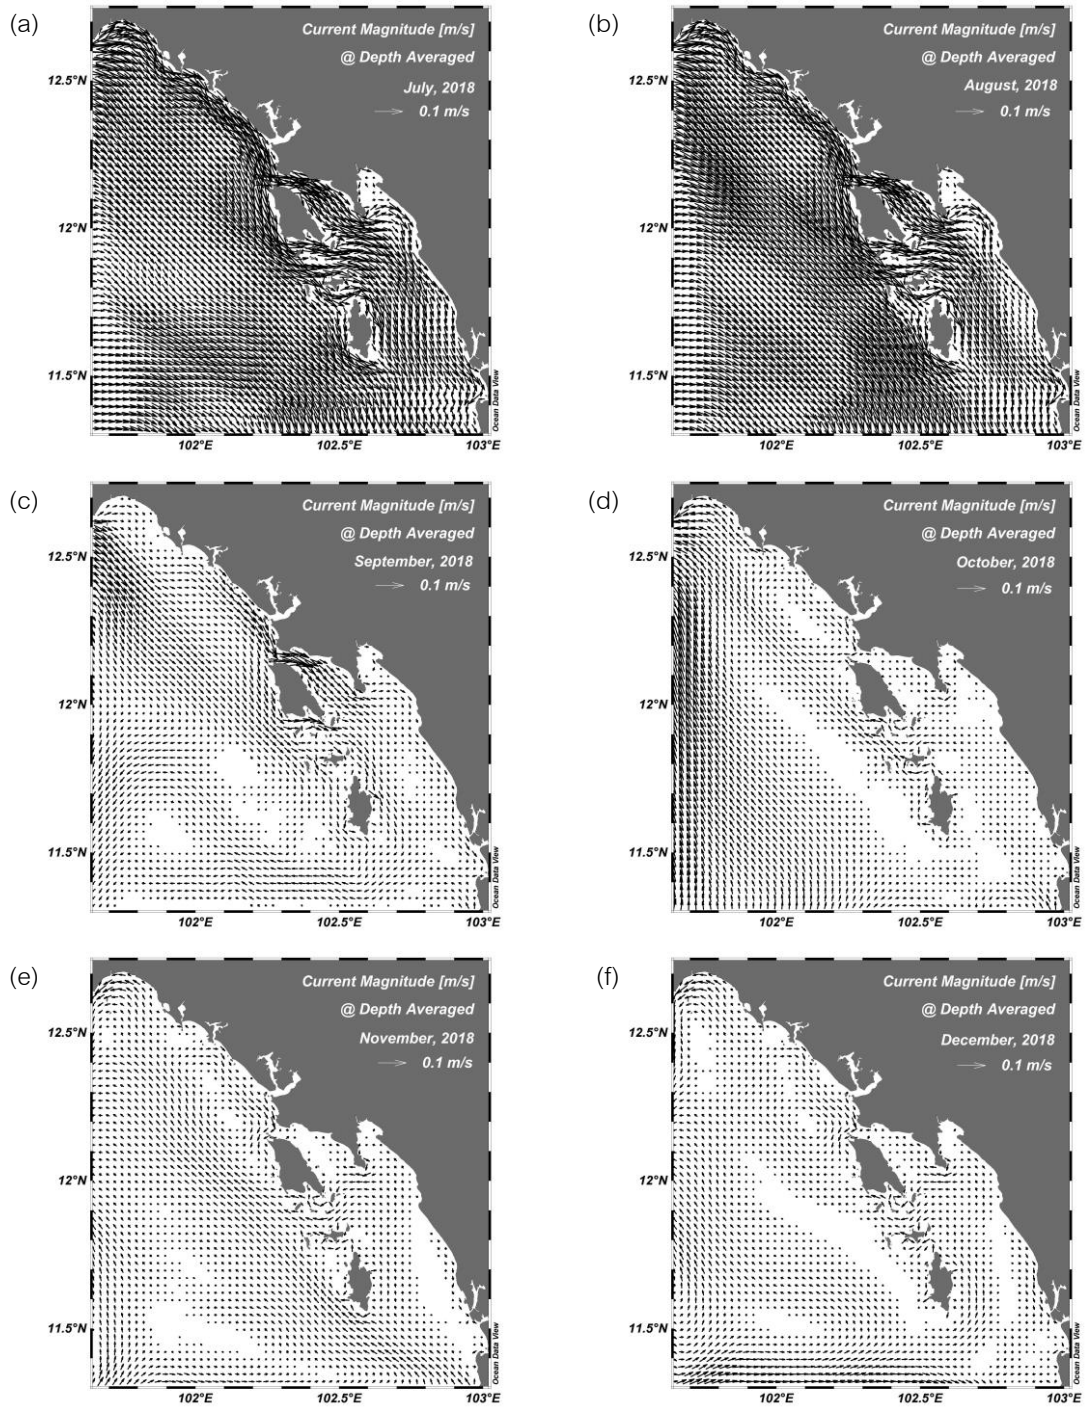 (a)
Current Magnitude [m/s]
@ Depth Averaged
July, 2018
0.1 m/s
12.5°N
12°N
11.5°N
102°E
102.5°E
103°E
Ocean Data View
(b)
Current Magnitude [m/s]
@ Depth Averaged
August, 2018
0.1 m/s
12.5°N
12°N
11.5°N
102°E
102.5°E
103°E
Ocean Data View
(c)
Current Magnitude [m/s]
@ Depth Averaged
September, 2018
0.1 m/s
12.5°N
12°N
11.5°N
102°E
102.5°E
103°E
Ocean Data View
(d)
Current Magnitude [m/s]
@ Depth Averaged
October, 2018
0.1 m/s
12.5°N
12°N
11.5°N
102°E
102.5°E
103°E
Ocean Data View
(e)
Current Magnitude [m/s]
@ Depth Averaged
November, 2018
0.1 m/s
12.5°N
12°N
11.5°N
102°E
102.5°E
103°E
Ocean Data View
(f)
Current Magnitude [m/s]
@ Depth Averaged
December, 2018
0.1 m/s
12.5°N
12°N
11.5°N
102°E
102.5°E
103°E
Ocean Data View